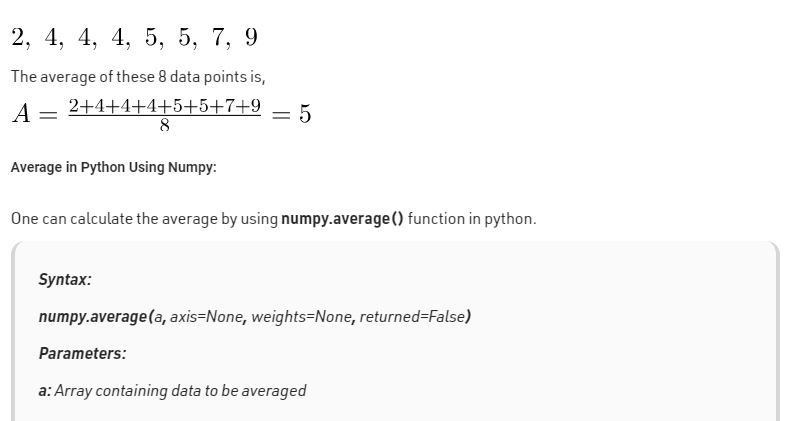 2, 4, 4, 4, 5, 5, 7, 9
The average of these 8 data points is,
A = \frac{2+4+4+4+5+5+7+9}{8} = 5
Average in Python Using Numpy:
One can calculate the average by using numpy.average() function in python.
Syntax:
numpy.average(a, axis=None, weights=None, returned=False)
Parameters:
a: Array containing data to be averaged